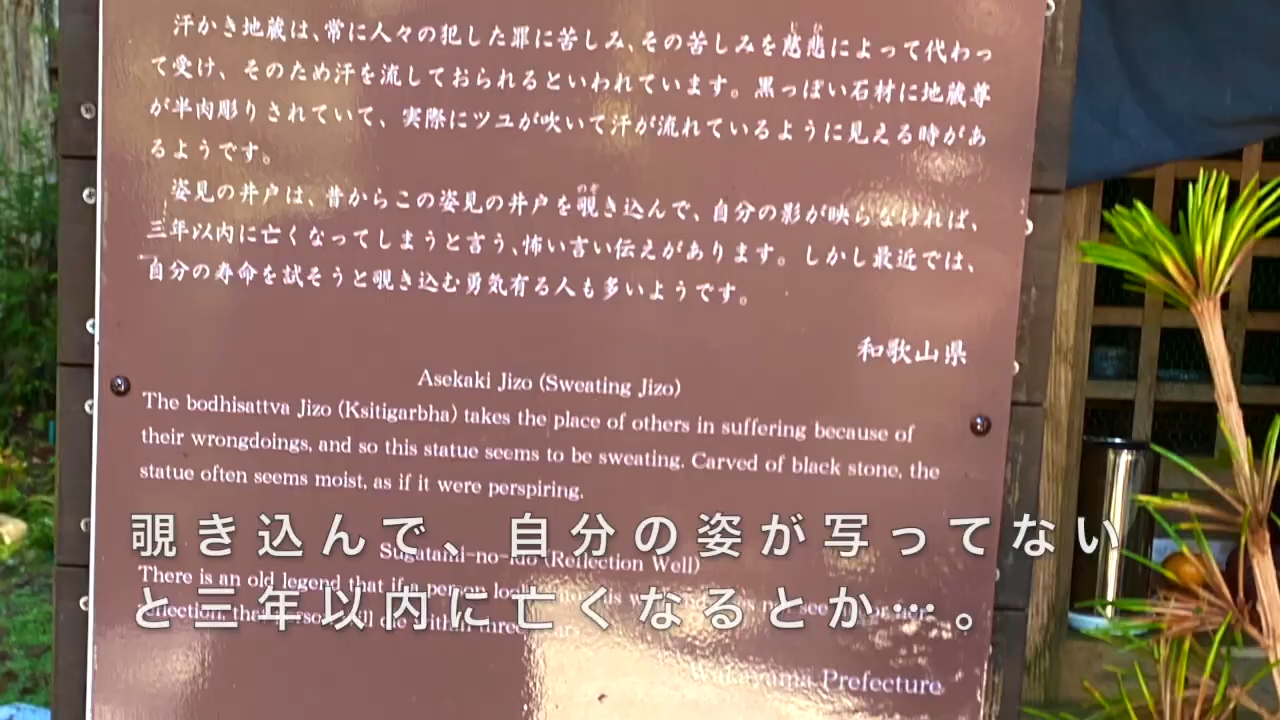 汗かき地蔵は、常に人々の犯した罪に苦しみ、その苦しみを慈悲によって代わっ
て受け、そのため汗を流しておられるといわれています。黒っぽい石材に地蔵尊
が半肉彫りされていて、実際にツユが吹いて汗が流れているように見える時があ
るようです。
姿見の井戸は、昔からこの姿見の井戸を覗き込んで、自分の影が映らなければ、
三年以内に亡くなってしまうと言う、怖い言い伝えがあります。しかし最近では、
自分の寿命を試そうと覗き込む勇気有る人も多いようです。
和歌山県
Asekaki Jizo (Sweating Jizo)
The bodhisattva Jizo (Ksitigarbha) takes the place of others in suffering because of
their wrongdoings, and so this statue seems to be sweating. Carved of black stone, the
statue often seems moist, as if it were perspiring.
覗き込んで、自分の姿が写ってない
Sugatami-no-ido (Reflection Well)
There is an old legend that if a person
と三年以内に亡くなるとか…。
Wakayama Prefecture